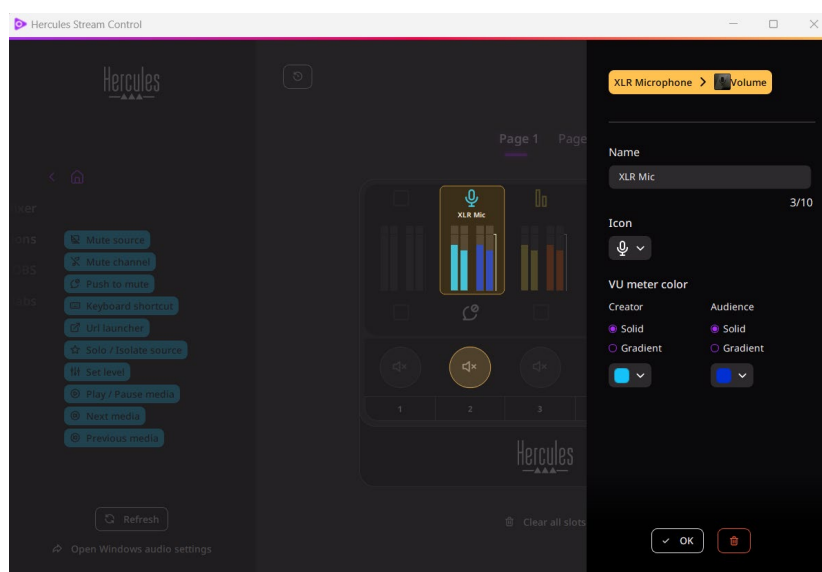 Hercules Stream Control
Hercules
Page 1 Page
XLR Microphone > Volume
Name
XLR Mic
3/10
Icon
VU meter color
Creator Audience
Solid Solid
Gradient Gradient
OK
XLR Mic
Mute source
Mute channel
Push to mute
Keyboard shortcut
Url launcher
Solo / Isolate source
Set level
Play / Pause media
Next media
Previous media
1 2 3
Hercules
Refresh
Clear all slots
Open Windows audio settings